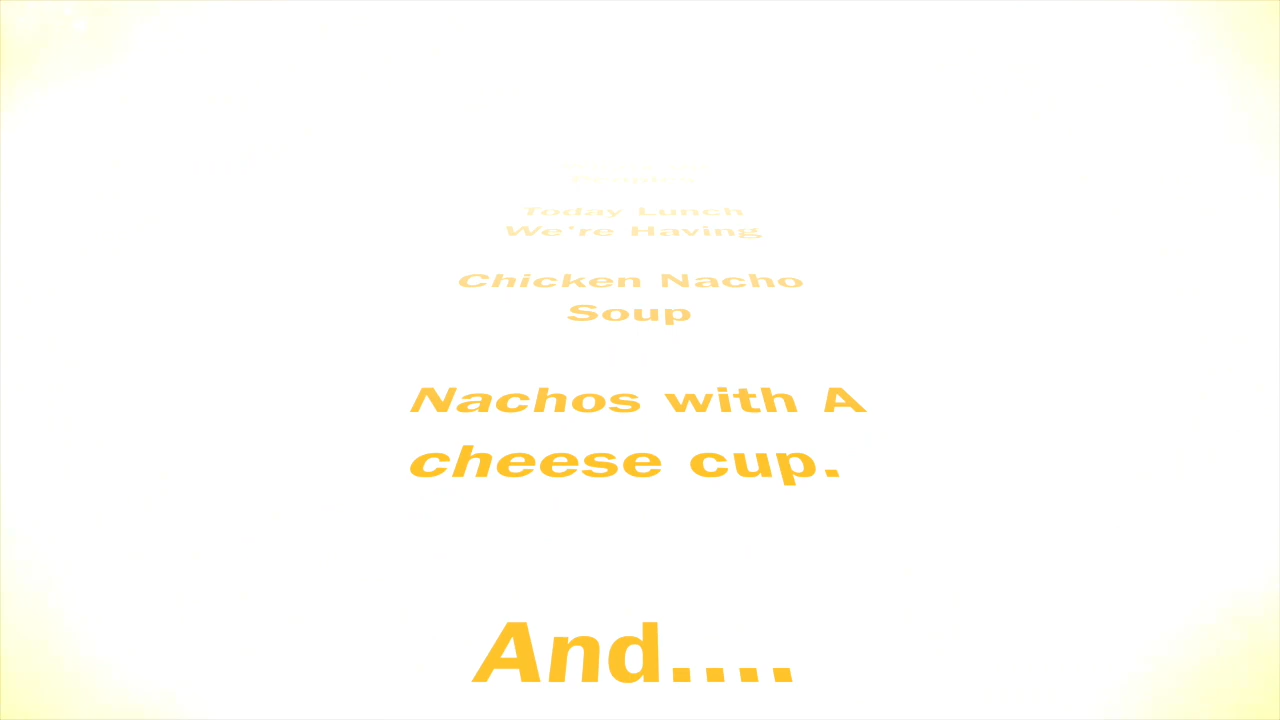 Today Lunch
We're Having
Chicken Nacho
Soup
Nachos with A
cheese cup.
And....